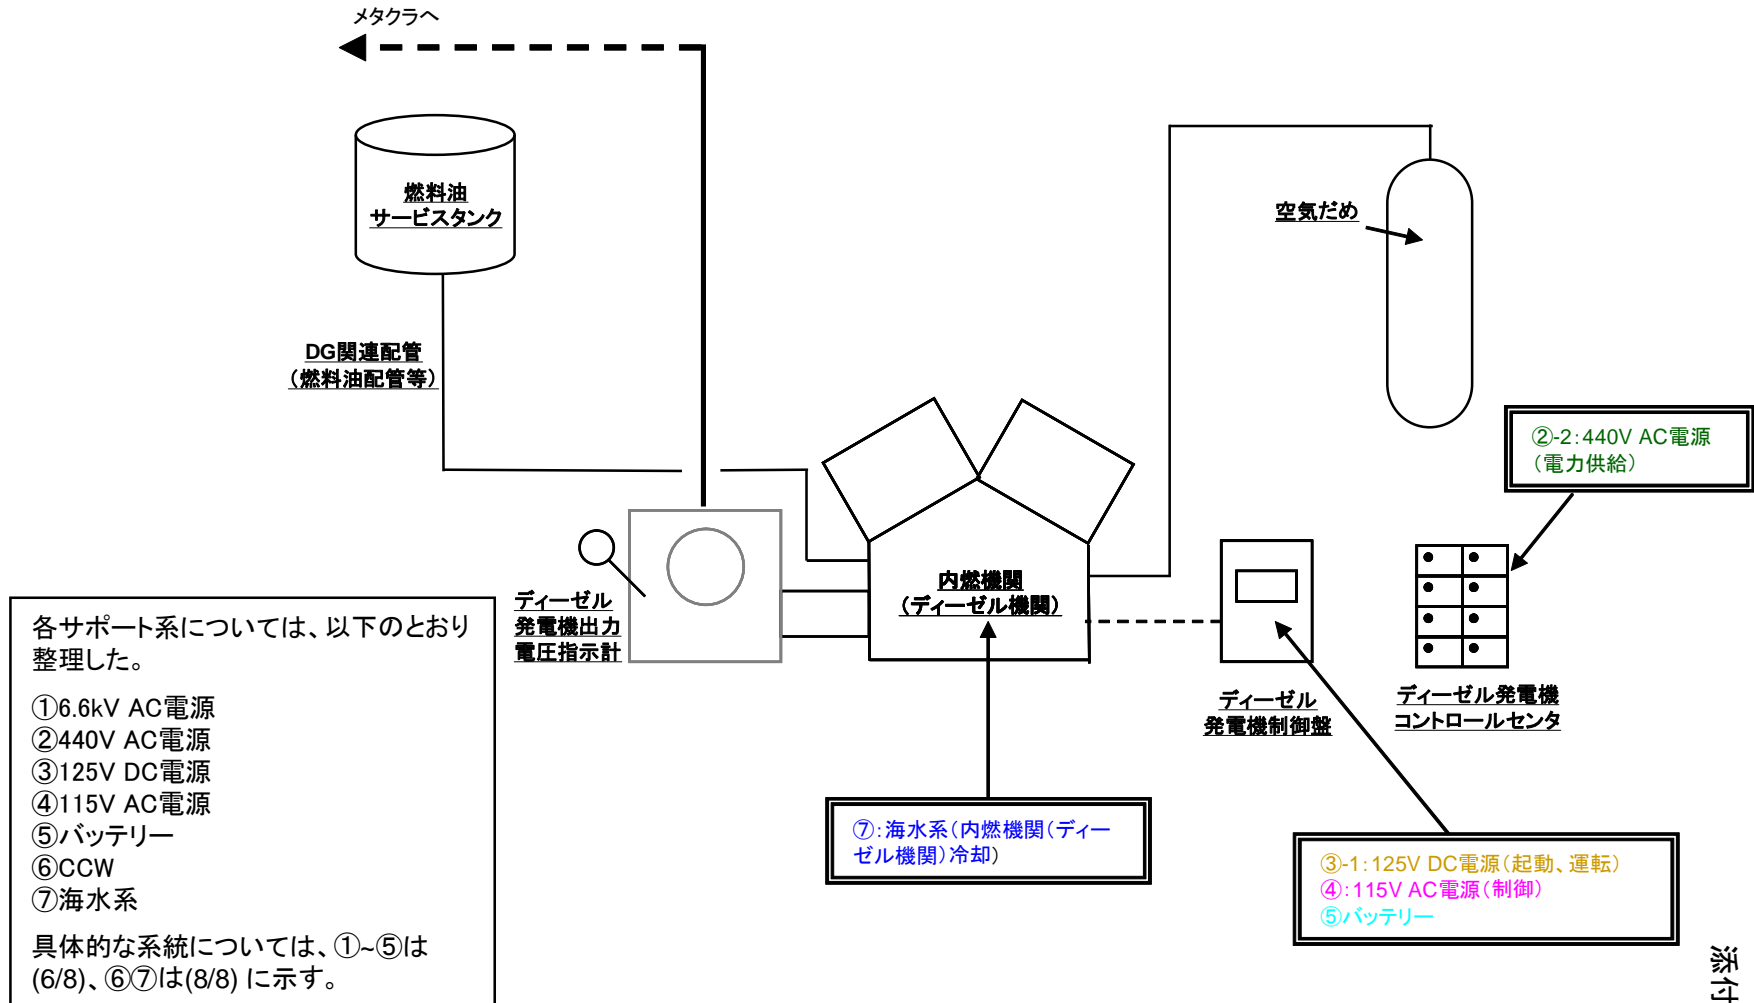 メタクラへ
燃料油
サービスタンク
空気だめ
DG関連配管
（燃料油配管等）
②-2：440V AC電源
（電力供給）
内燃機関
（ディーゼル機関）
ディーゼル
発電機出力
電圧指示計
ディーゼル
発電機制御盤
ディーゼル発電機
コントロールセンタ
各サポート系については、以下のとおり
整理した。
①6.6kV AC電源
②440V AC電源
③125V DC電源
④115V AC電源
⑤バッテリー
⑥CCW
⑦海水系
具体的な系統については、①~⑤は
(6/8)、⑥⑦は(8/8) に示す。
⑦：海水系（内燃機関（ディー
ゼル機関）冷却）
③-1：125V DC電源（起動、運転）
④：115V AC電源（制御）
⑤バッテリー
添付